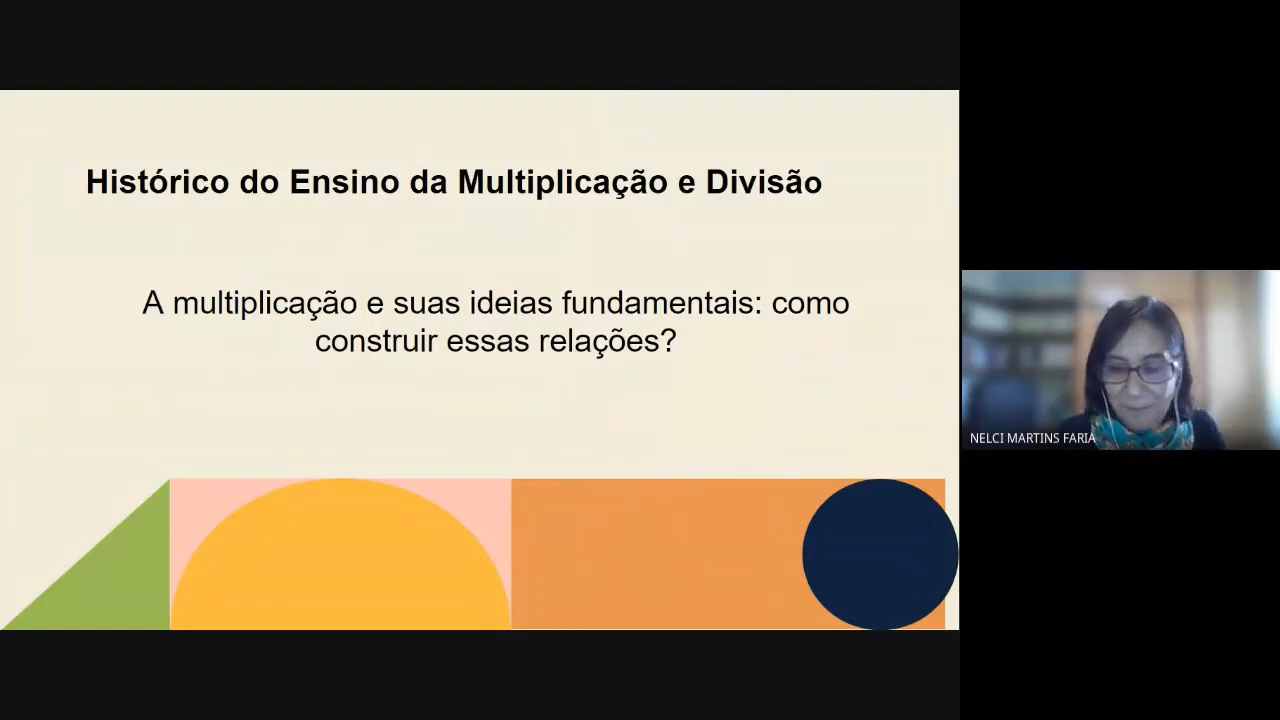 Histórico do Ensino da Multiplicação e Divisão
A multiplicação e suas ideias fundamentais: como
construir essas relações?
NELCI MARTINS FARIA